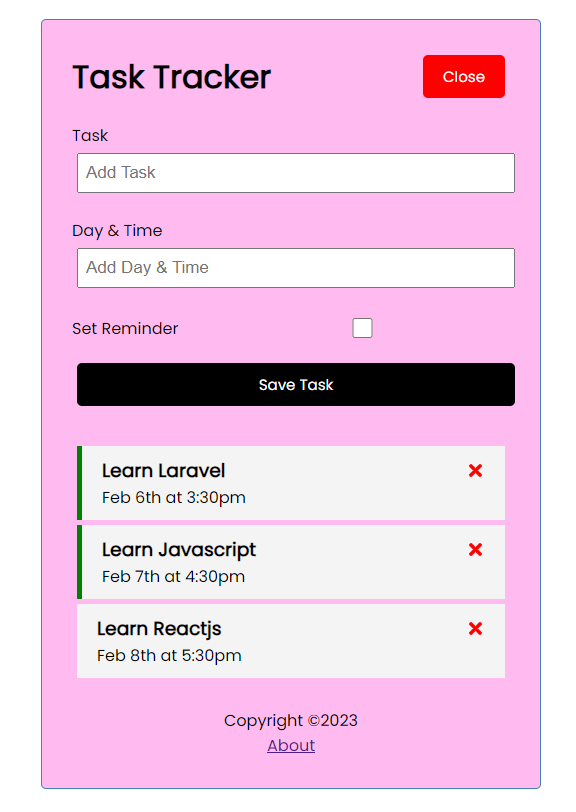 Task Tracker
Close
Task
Add Task
Day & Time
Add Day & Time
Set Reminder
Save Task
Learn Laravel
Feb 6th at 3:30pm
Learn Javascript
Feb 7th at 4:30pm
Learn Reactjs
Feb 8th at 5:30pm
Copyright ©2023
About